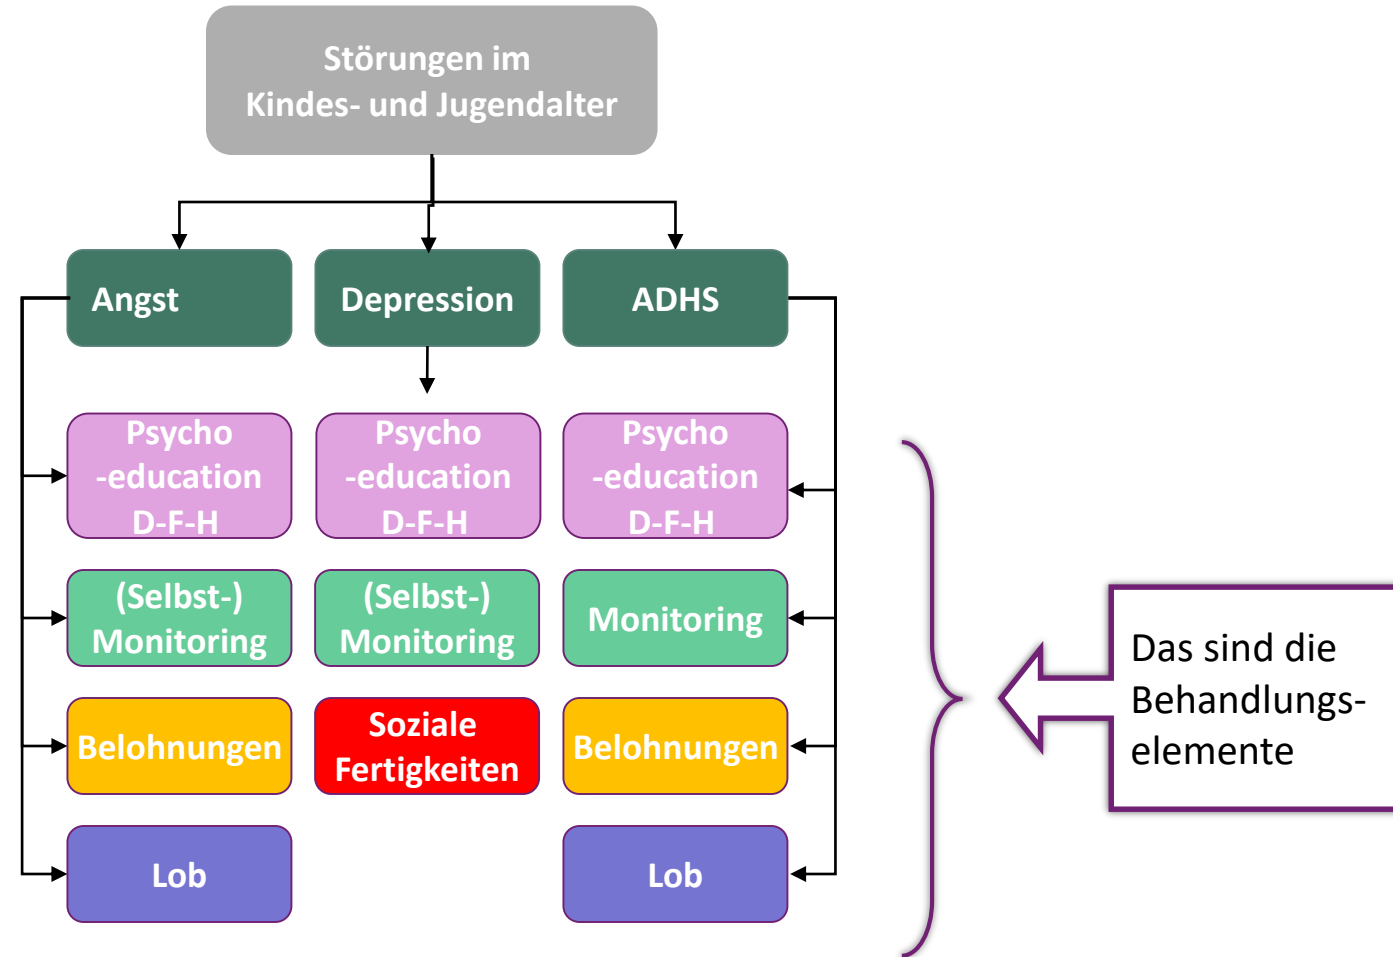 Störungen im
Kindes- und Jugendalter
Angst
Depression
ADHS
Psycho
-education
D-F-H
Psycho
-education
D-F-H
Psycho
-education
D-F-H
(Selbst-)
Monitoring
(Selbst-)
Monitoring
Monitoring
Belohnungen
Soziale
Fertigkeiten
Belohnungen
Lob
Lob
Das sind die
Behandlungs-
elemente